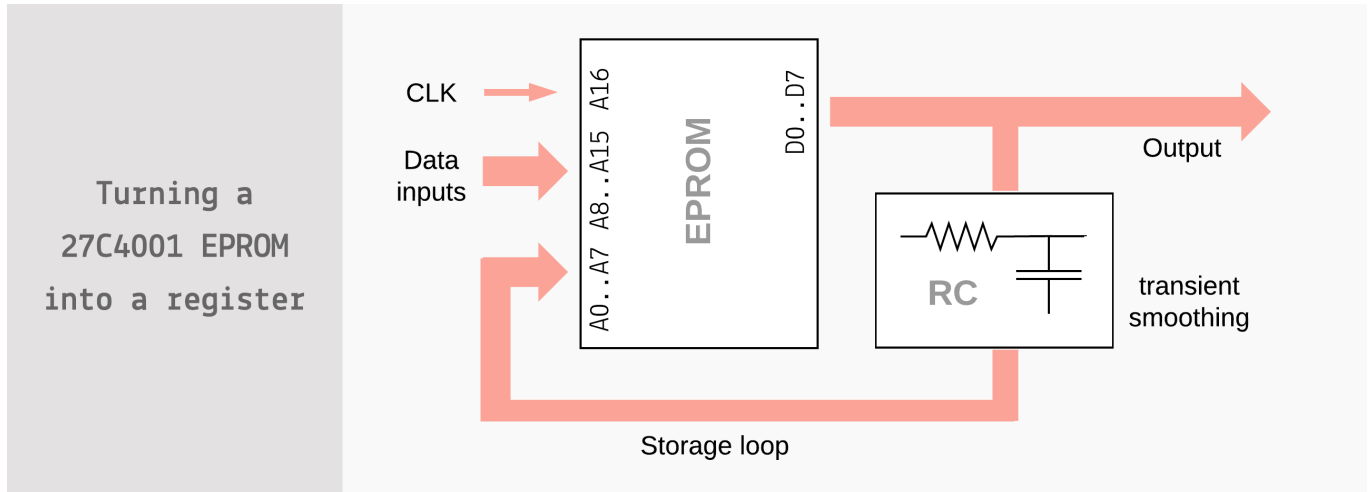 Turning a
27C4001 EPROM
into a register
CLK
Data
inputs
A16
A8..A15
A0..A7
EPROM
D0..D7
Output
RC
transient
smoothing
Storage loop